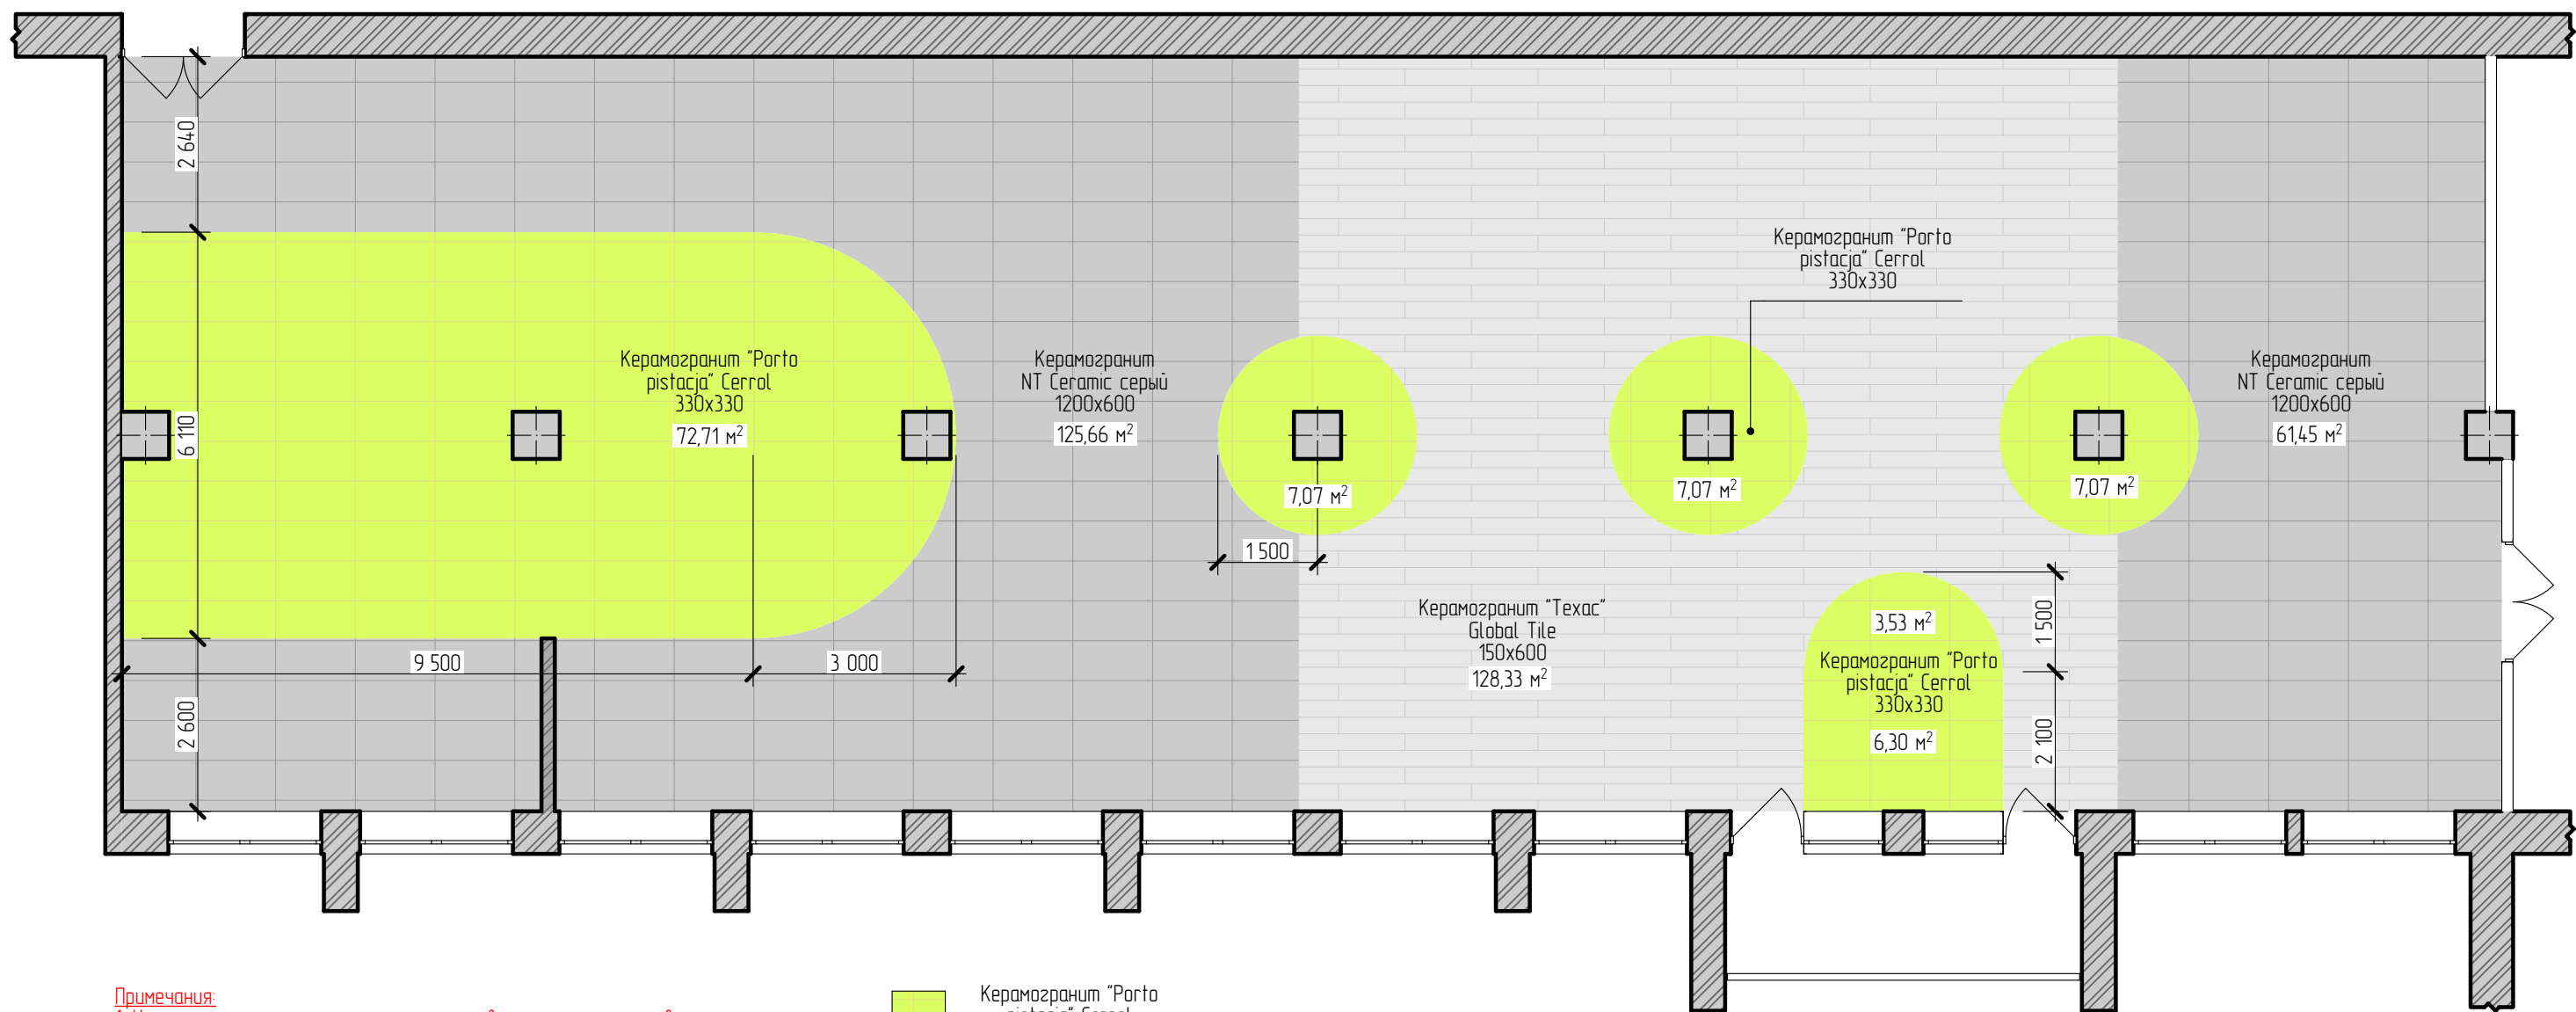 2 640
6 110
2 600
9 500
3 000
Керамогранит "Porto
pistacja" Cerrol
330x330
72,71 м²
Керамогранит
NT Ceramic серый
1200x600
125,66 м²
7,07 м²
1 500
Керамогранит "Porto
pistacja" Cerrol
330x330
7,07 м²
7,07 м²
Керамогранит
NT Ceramic серый
1200x600
61,45 м²
Керамогранит "Техас"
Global Tile
150x600
128,33 м²
3,53 м²
Керамогранит "Porto
pistacja" Cerrol
330x330
6,30 м²
1 500
2 100
Примечания:
Керамогранит "Porto